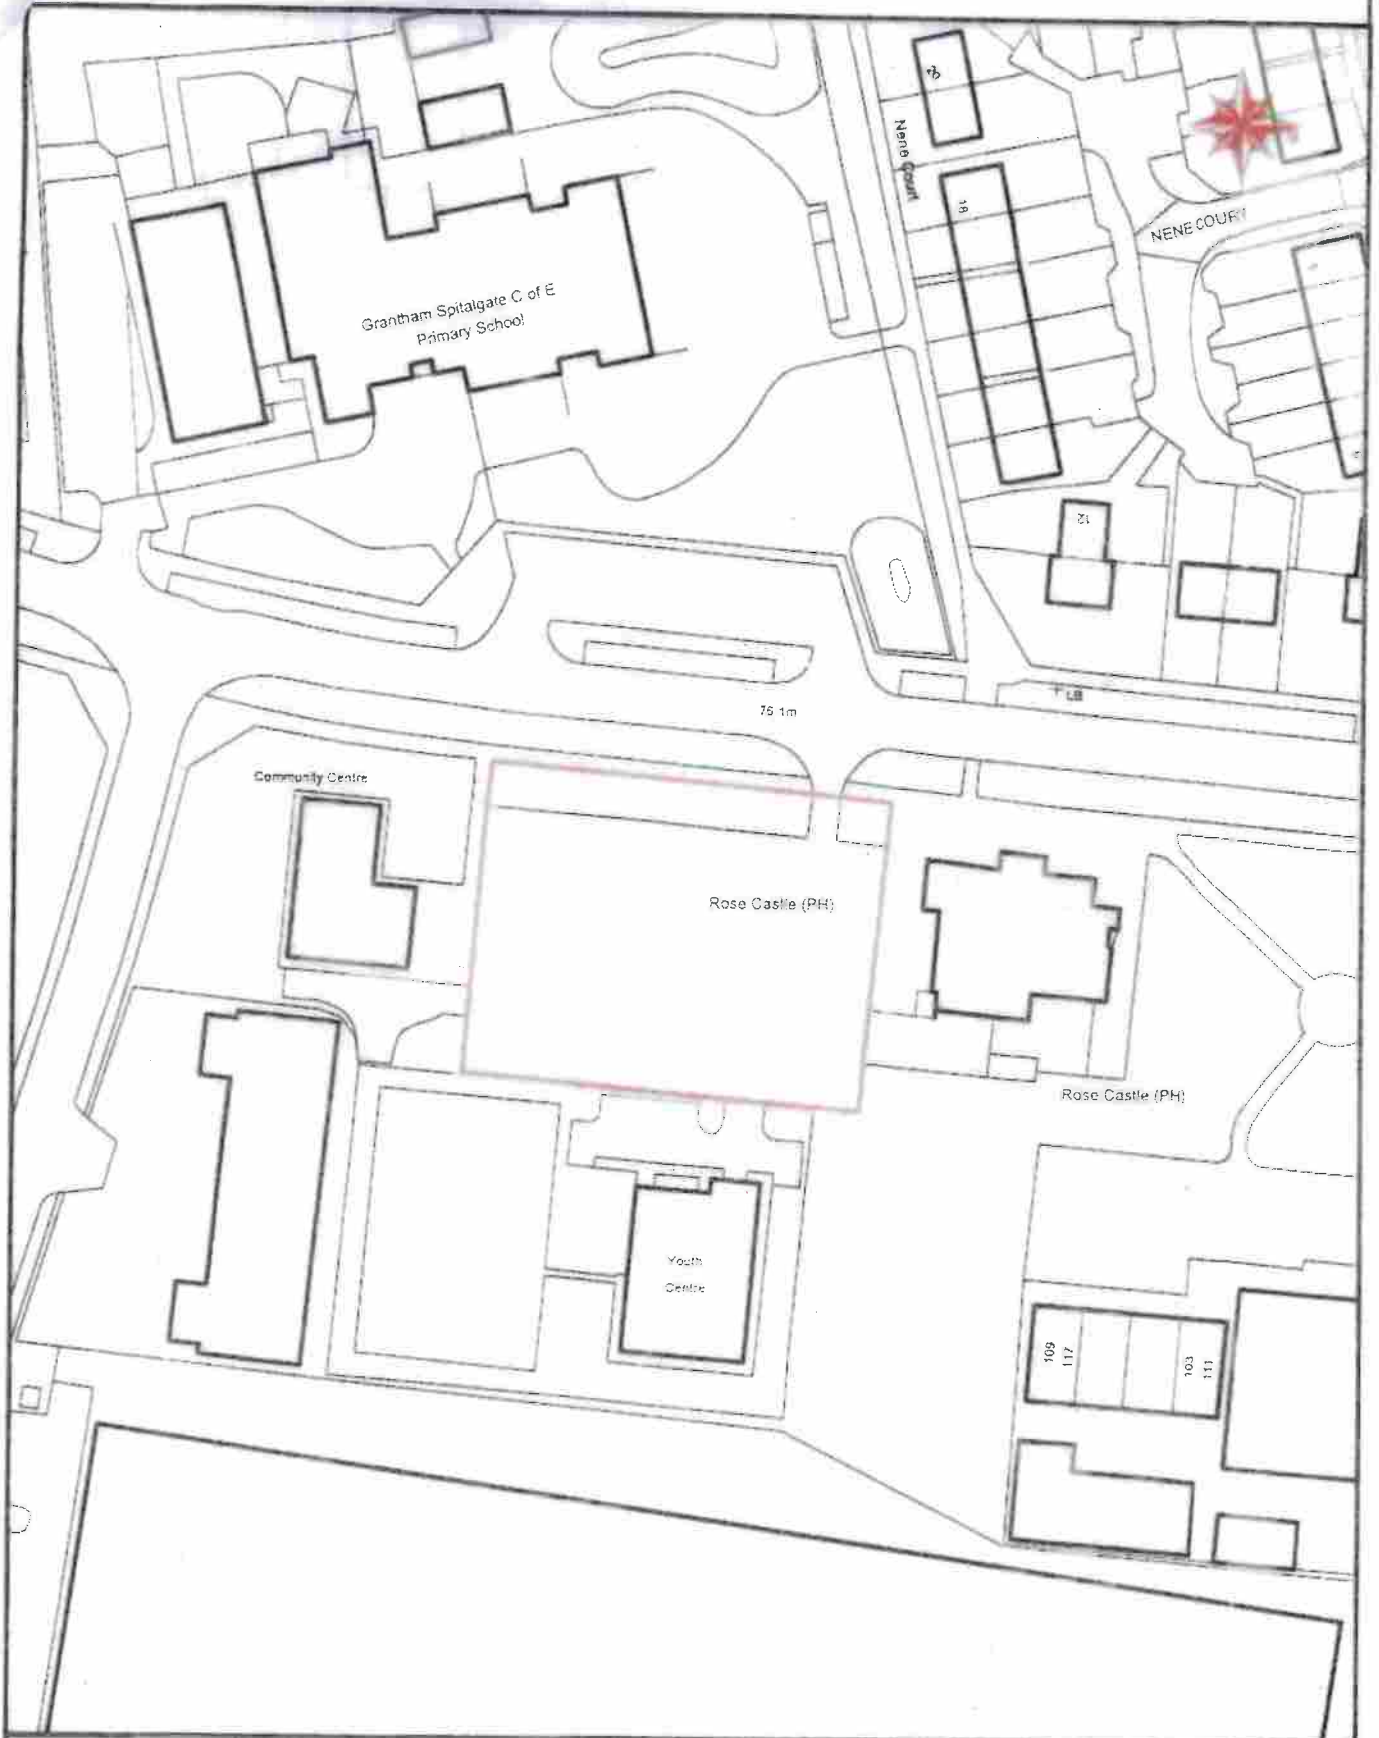 Nene Court
18
NENE COURT
Grantham Spitalgate C of E
Primary School
12
LB
75.1m
Community Centre
Rose Castle (PH)
Rose Castle (PH)
Youth
Centre
109
117
103
111